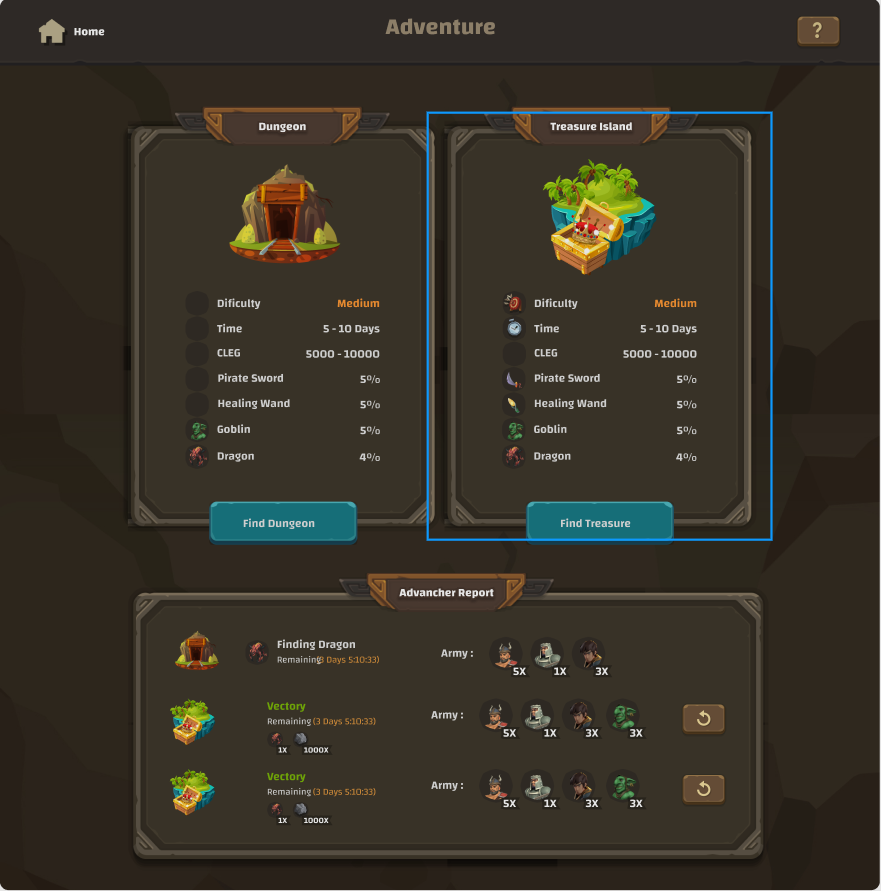 Home
Adventure
?
Dungeon
Dificulty Medium
Time 5 - 10 Days
CLEG 5000 - 10000
Pirate Sword 5%
Healing Wand 5%
Goblin 5%
Dragon 4%
Find Dungeon
Treasure Island
Dificulty Medium
Time 5 - 10 Days
CLEG 5000 - 10000
Pirate Sword 5%
Healing Wand 5%
Goblin 5%
Dragon 4%
Find Treasure
Advancher Report
Finding Dragon
Remaining(3 Days 5:10:33)
Army :
5X 1X 3X
Vectory
Remaining (3 Days 5:10:33)
1X 1000X
Army :
5X 1X 3X 3X
Vectory
Remaining (3 Days 5:10:33)
1X 1000X
Army :
5X 1X 3X 3X